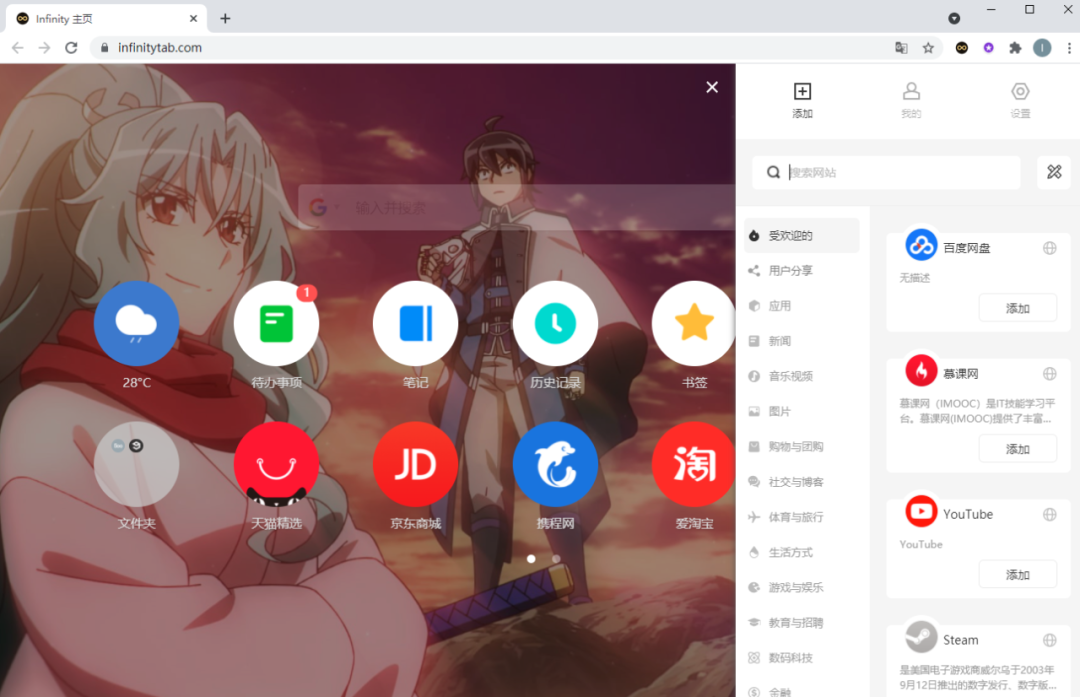 Infinity 主页
infinitytab.com
I
添加
我的
设置
搜索网站
输入并搜索
受欢迎的
用户分享
应用
新闻
音乐视频
图片
购物与团购
社交与博客
体育与旅行
生活方式
游戏与娱乐
教育与招聘
数码科技
金融
百度网盘
无描述
添加
慕课网
慕课网（IMOOC）是IT技能学习平
台。慕课网(IMOOC)提供了丰富...
添加
YouTube
YouTube
添加
Steam
是美国电子游戏商威尔乌于2003年
9月12日推出的数字发行、数字版...
1
28°C
待办事项
笔记
历史记录
书签
JD
淘
文件夹
天猫精选
京东商城
携程网
爱淘宝